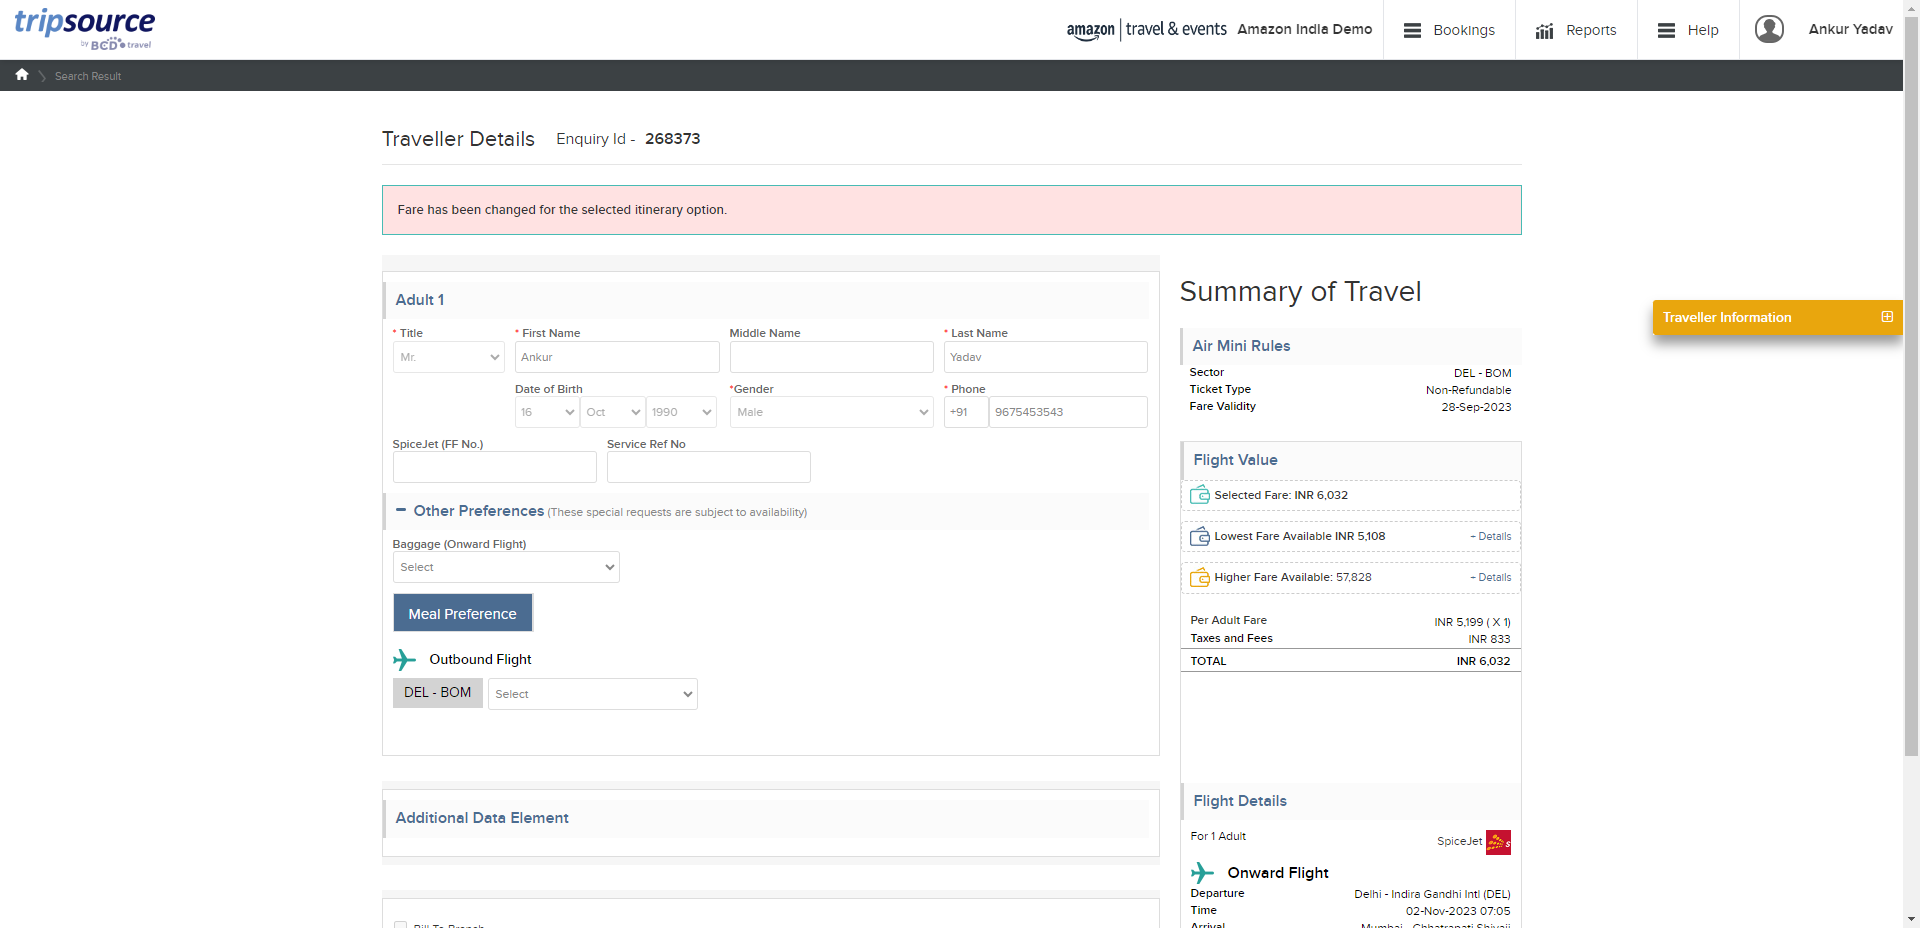 tripsource
by BCD travel
amazon travel & events
Amazon India Demo
Bookings
Reports
Help
Ankur Yadav
Search Result
Traveller Details
Enquiry Id - 268373
Fare has been changed for the selected itinerary option.
Adult 1
* Title
* First Name
Middle Name
* Last Name
Mr.
Ankur
Yadav
Date of Birth
*Gender
* Phone
16
Oct
1990
Male
+91
9675453543
SpiceJet (FF No.)
Service Ref No
Other Preferences (These special requests are subject to availability)
Baggage (Onward Flight)
Select
Meal Preference
Outbound Flight
DEL - BOM
Select
Additional Data Element
Bill To Branch
Summary of Travel
Air Mini Rules
Sector DEL - BOM
Ticket Type Non-Refundable
Fare Validity 28-Sep-2023
Flight Value
Selected Fare: INR 6,032
Lowest Fare Available INR 5,108 + Details
Higher Fare Available: 57,828 + Details
Per Adult Fare INR 5,199 ( X 1)
Taxes and Fees INR 833
TOTAL INR 6,032
Flight Details
For 1 Adult SpiceJet
Onward Flight
Departure Delhi - Indira Gandhi Intl (DEL)
Time 02-Nov-2023 07:05
Arrival Mumbai - Chhatrapati Shivaji
Traveller Information